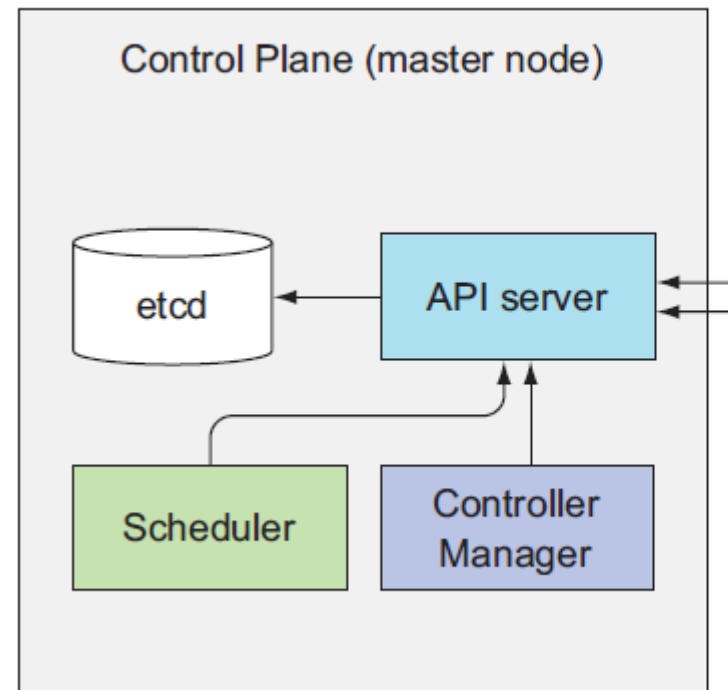 Control Plane (master node)
etcd
API server
Scheduler
Controller
Manager